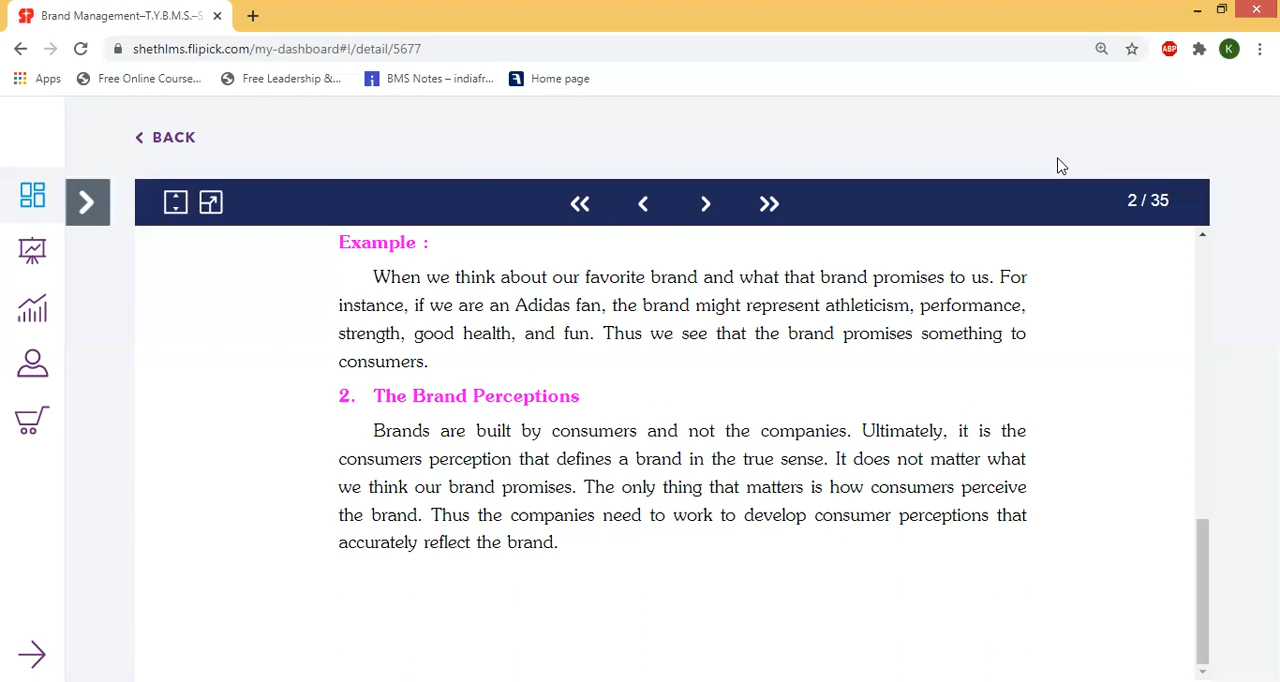 Brand Management–T.Y.B.M.S.–S
shethlms.flipick.com/my-dashboard#!/detail/5677
ABP
K
Apps
Free Online Course...
Free Leadership &...
BMS Notes – indiafr...
Home page
BACK
2 / 35
Example :
When we think about our favorite brand and what that brand promises to us. For
instance, if we are an Adidas fan, the brand might represent athleticism, performance,
strength, good health, and fun. Thus we see that the brand promises something to
consumers.
2. The Brand Perceptions
Brands are built by consumers and not the companies. Ultimately, it is the
consumers perception that defines a brand in the true sense. It does not matter what
we think our brand promises. The only thing that matters is how consumers perceive
the brand. Thus the companies need to work to develop consumer perceptions that
accurately reflect the brand.